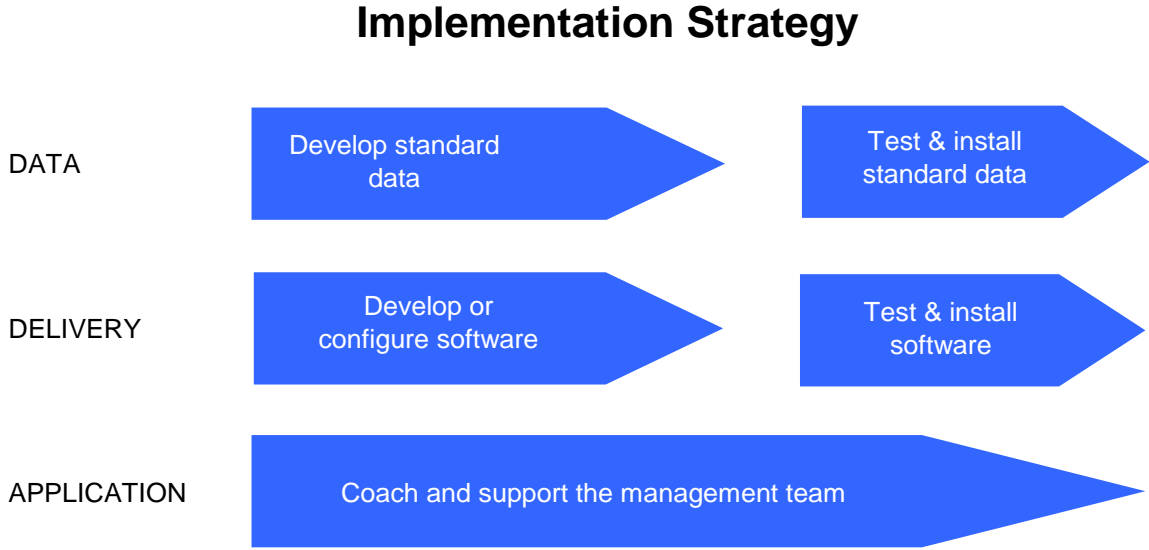 Implementation Strategy
DATA
Develop standard
data
Test & install
standard data
DELIVERY
Develop or
configure software
Test & install
software
APPLICATION
Coach and support the management team